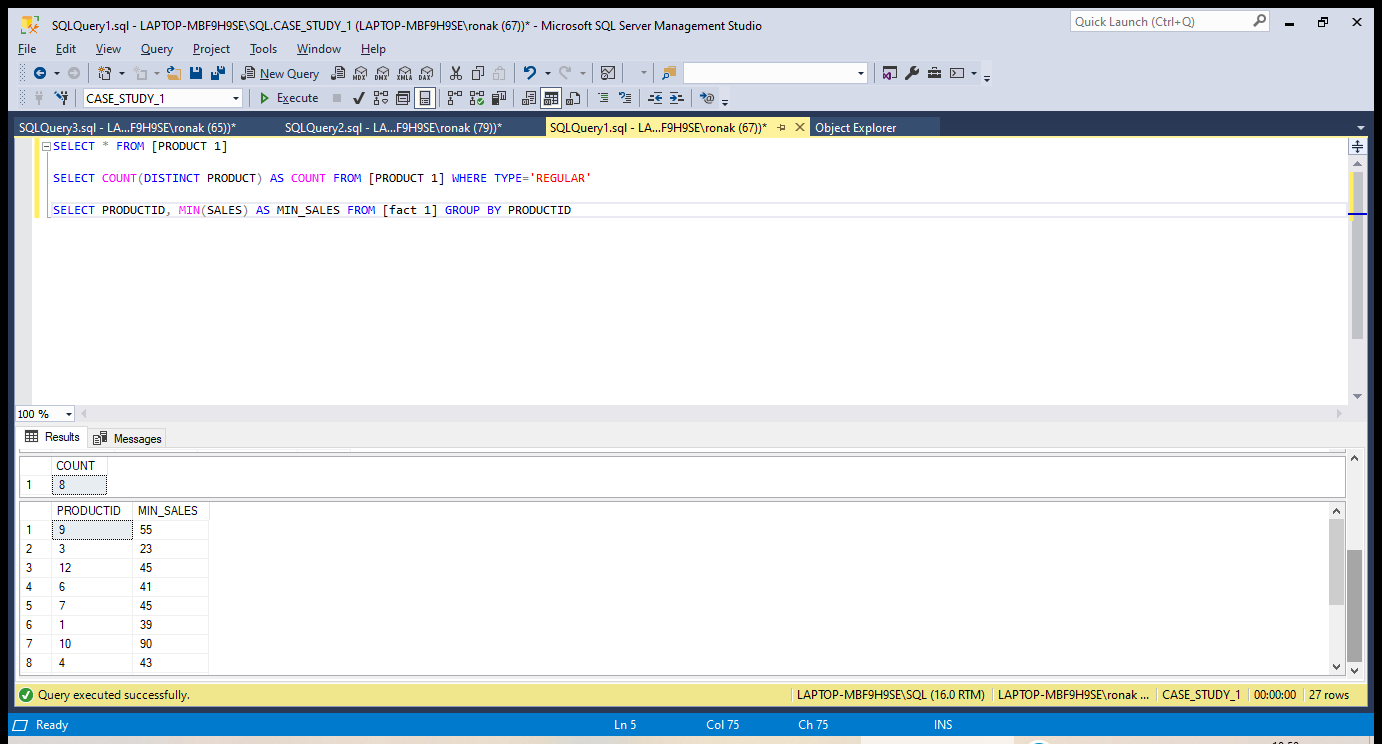 SQLQuery1.sql - LAPTOP-MBF9H9SE\SQL.CASE_STUDY_1 (LAPTOP-MBF9H9SE\ronak (67))* - Microsoft SQL Server Management Studio
Quick Launch (Ctrl+Q)
File Edit View Query Project Tools Window Help
New Query MDX DMX XMLA DAX
CASE_STUDY_1 Execute
SQLQuery3.sql - LA...F9H9SE\ronak (65))* SQLQuery2.sql - LA...F9H9SE\ronak (79))* SQLQuery1.sql - LA...F9H9SE\ronak (67))* Object Explorer
SELECT * FROM [PRODUCT 1]
SELECT COUNT(DISTINCT PRODUCT) AS COUNT FROM [PRODUCT 1] WHERE TYPE='REGULAR'
SELECT PRODUCTID, MIN(SALES) AS MIN_SALES FROM [fact 1] GROUP BY PRODUCTID
100 %
Results Messages
COUNT
1 8
PRODUCTID MIN_SALES
1 9 55
2 3 23
3 12 45
4 6 41
5 7 45
6 1 39
7 10 90
8 4 43
Query executed successfully. LAPTOP-MBF9H9SE\SQL (16.0 RTM) LAPTOP-MBF9H9SE\ronak ... CASE_STUDY_1 00:00:00 27 rows
Ready Ln 5 Col 75 Ch 75 INS